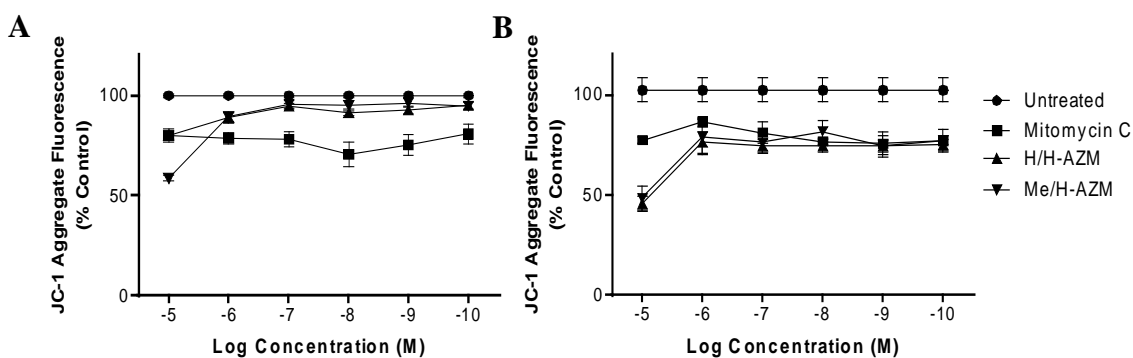 A
JC-1 Aggregate Fluorescence
(% Control)
100
50
0
-5 -6 -7 -8 -9 -10
Log Concentration (M)
B
JC-1 Aggregate Fluorescence
(% Control)
100
50
0
-5 -6 -7 -8 -9 -10
Log Concentration (M)
Untreated
Mitomycin C
H/H-AZM
Me/H-AZM